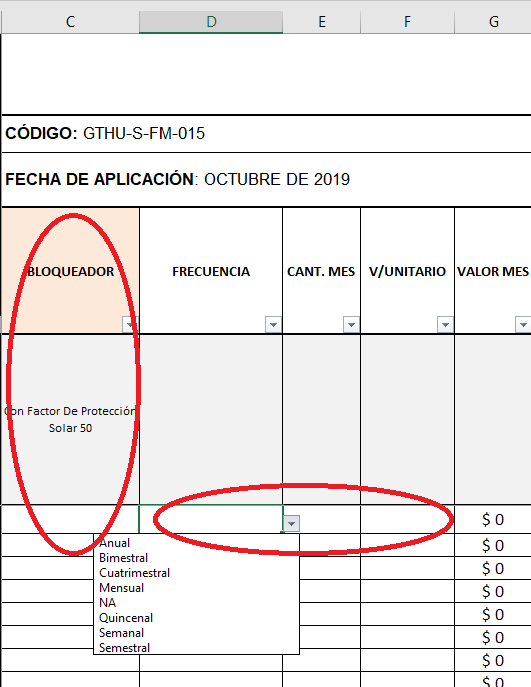 C D E F G
CÓDIGO: GTHU-S-FM-015
FECHA DE APLICACIÓN: OCTUBRE DE 2019
BLOQUEADOR FRECUENCIA CANT. MES V/UNITARIO VALOR MES
Con Factor De Protección
Solar 50
$ 0
Anual $ 0
Bimestral
Cuatrimestral $ 0
Mensual $ 0
NA
Quincenal $ 0
Semanal $ 0
Semestral $ 0
$ 0